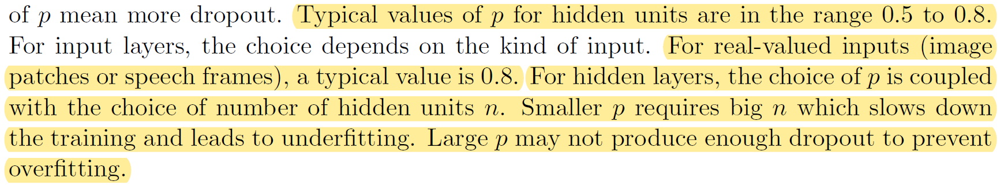 of p mean more dropout. Typical values of p for hidden units are in the range 0.5 to 0.8.
For input layers, the choice depends on the kind of input. For real-valued inputs (image
patches or speech frames), a typical value is 0.8. For hidden layers, the choice of p is coupled
with the choice of number of hidden units n. Smaller p requires big n which slows down
the training and leads to underfitting. Large p may not produce enough dropout to prevent
overfitting.